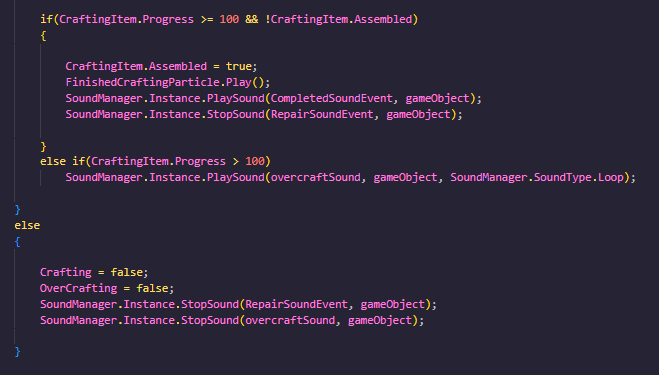 if(CraftingItem.Progress >= 100 && !CraftingItem.Assembled)
{
CraftingItem.Assembled = true;
FinishedCraftingParticle.Play();
SoundManager.Instance.PlaySound(CompletedSoundEvent, gameObject);
SoundManager.Instance.StopSound(RepairSoundEvent, gameObject);
}
else if(CraftingItem.Progress > 100)
SoundManager.Instance.PlaySound(overcraftSound, gameObject, SoundManager.SoundType.Loop);
}
else
{
Crafting = false;
OverCrafting = false;
SoundManager.Instance.StopSound(RepairSoundEvent, gameObject);
SoundManager.Instance.StopSound(overcraftSound, gameObject);
}